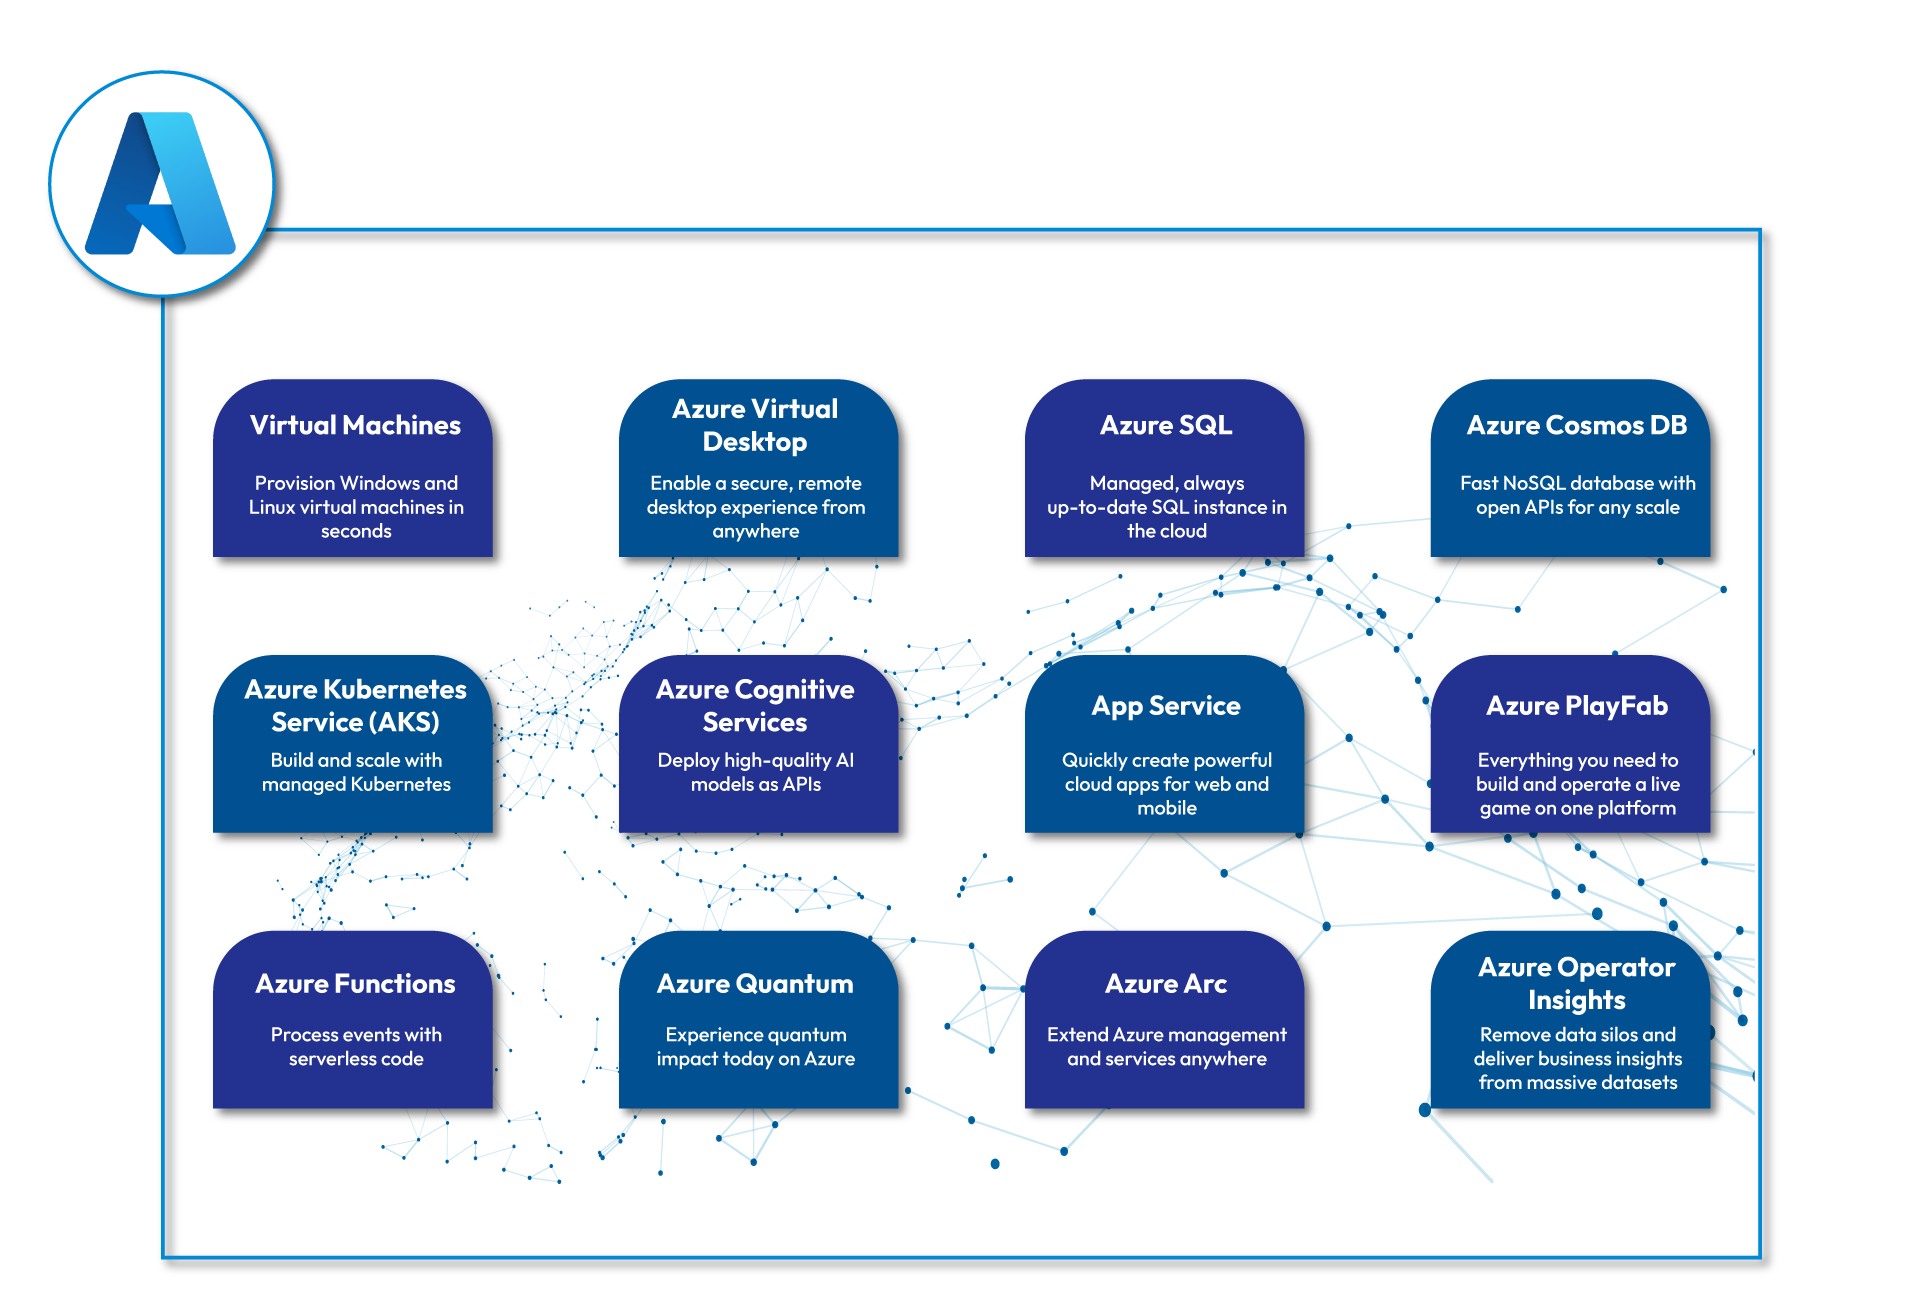 Virtual Machines
Provision Windows and
Linux virtual machines in
seconds
Azure Virtual
Desktop
Enable a secure, remote
desktop experience from
anywhere
Azure SQL
Managed, always
up-to-date SQL instance in
the cloud
Azure Cosmos DB
Fast NoSQL database with
open APIs for any scale
Azure Kubernetes
Service (AKS)
Build and scale with
managed Kubernetes
Azure Cognitive
Services
Deploy high-quality AI
models as APIs
App Service
Quickly create powerful
cloud apps for web and
mobile
Azure PlayFab
Everything you need to
build and operate a live
game on one platform
Azure Functions
Process events with
serverless code
Azure Quantum
Experience quantum
impact today on Azure
Azure Arc
Extend Azure management
and services anywhere
Azure Operator
Insights
Remove data silos and
deliver business insights
from massive datasets